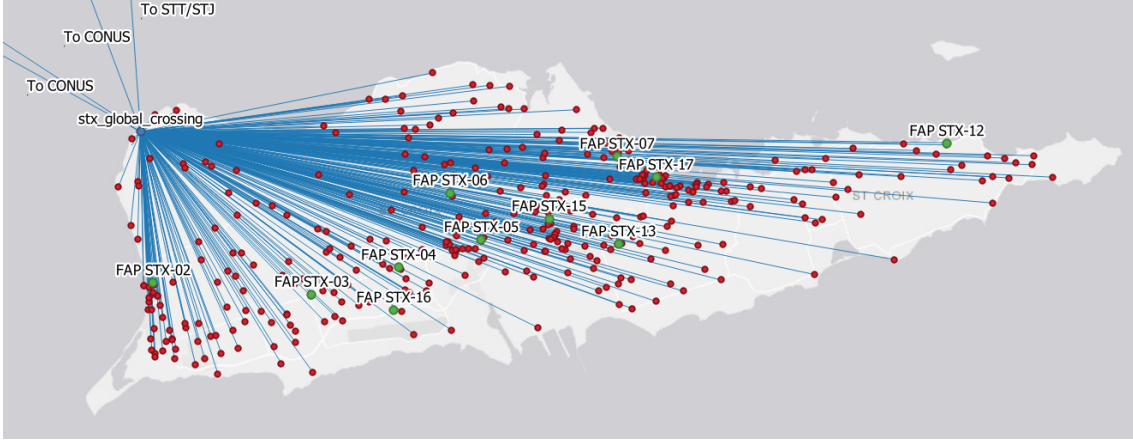 To STT/STJ
To CONUS
To CONUS
stx_global_crossing
FAP STX-12
FAP STX-07
FAP STX-17
FAP STX-06
ST CROIX
FAP STX-15
FAP STX-05
FAP STX-13
FAP STX-04
FAP STX-02
FAP STX-03
FAP STX-16